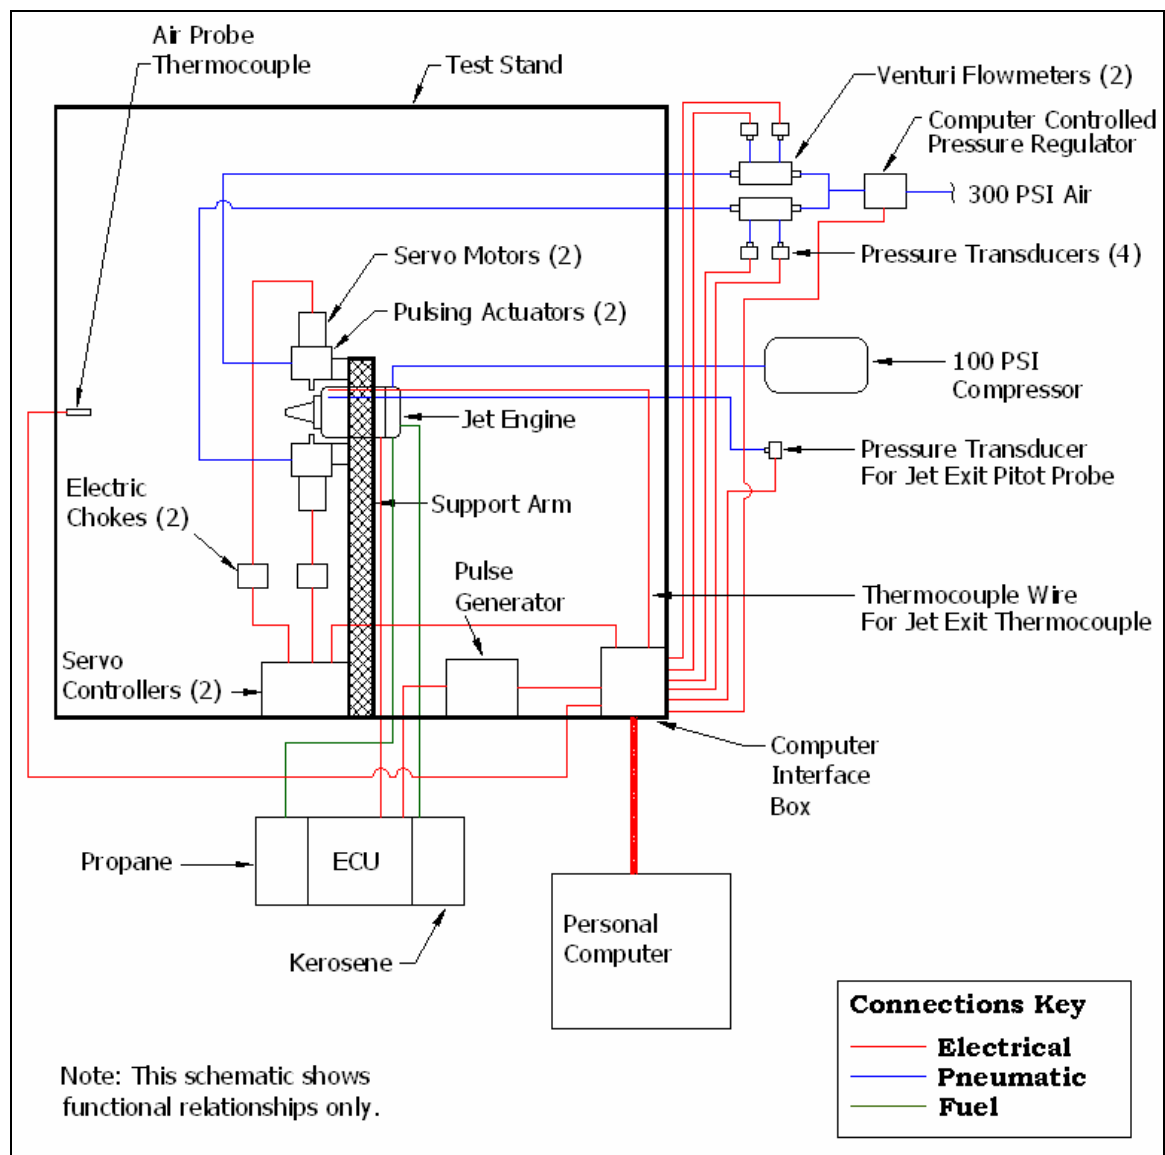 Air Probe
Thermocouple
Test Stand
Venturi Flowmeters (2)
Computer Controlled
Pressure Regulator
300 PSI Air
Servo Motors (2)
Pressure Transducers (4)
Pulsing Actuators (2)
100 PSI
Compressor
Jet Engine
Pressure Transducer
For Jet Exit Pitot Probe
Electric
Chokes (2)
Support Arm
Pulse
Generator
Thermocouple Wire
For Jet Exit Thermocouple
Servo
Controllers (2)
Computer
Interface
Box
Propane
ECU
Kerosene
Personal
Computer
Connections Key
Electrical
Pneumatic
Fuel
Note: This schematic shows
functional relationships only.